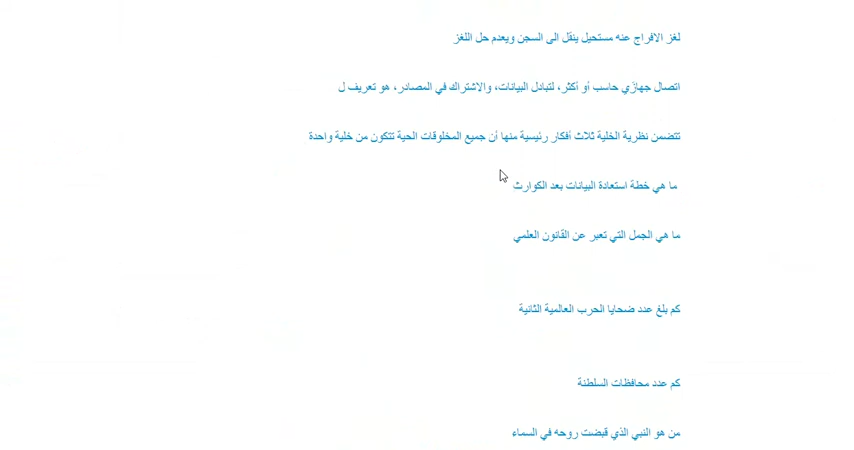 لغز الافراج عنه مستحيل ينقل الى السجن ويعدم حل اللغز
اتصال جهازّي حاسب أو أكثر، لتبادل البيانات، والاشتراك في المصادر، هو تعريف ل
تتضمن نظرية الخلية ثلاث أفكار رئيسية منها أن جميع المخلوقات الحية تتكون من خلية واحدة
ما هي خطة استعادة البيانات بعد الكوارث
ما هي الجمل التي تعبر عن القانون العلمي
كم بلغ عدد ضحايا الحرب العالمية الثانية
كم عدد محافظات السلطنة
من هو النبي الذي قبضت روحه في السماء